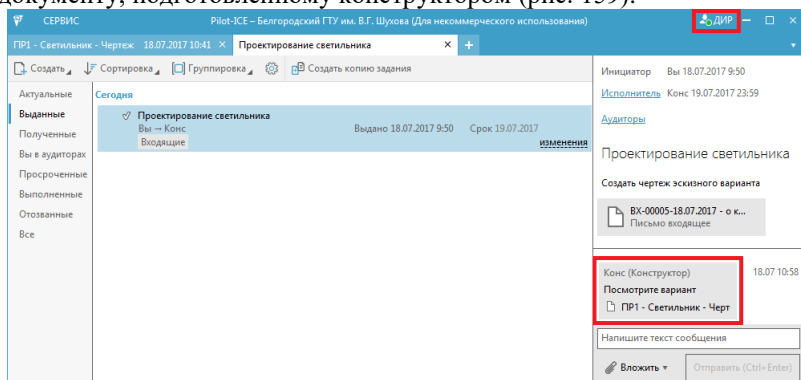 документу, подготовленному конструктором (рис. 139).
СЕРВИС
Pilot-ICE – Белгородский ГТУ им. В.Г. Шухова (Для некоммерческого использования)
ДИР
ПР1 - Светильник - Чертеж 18.07.2017 10:41
Проектирование светильника
Создать
Сортировка
Группировка
Создать копию задания
Актуальные
Выданные
Полученные
Вы в аудиторах
Просроченные
Выполненные
Отозванные
Все
Сегодня
Проектирование светильника
Вы → Конс
Выдано 18.07.2017 9:50
Срок 19.07.2017
Входящие
изменения
Инициатор Вы 18.07.2017 9:50
Исполнитель Конс 19.07.2017 23:59
Аудиторы
Проектирование светильника
Создать чертеж эскизного варианта
ВХ-00005-18.07.2017 - о к...
Письмо входящее
Конс (Конструктор)
18.07 10:58
Посмотрите вариант
ПР1 - Светильник - Черт
Напишите текст сообщения
Вложить
Отправить (Ctrl+Enter)